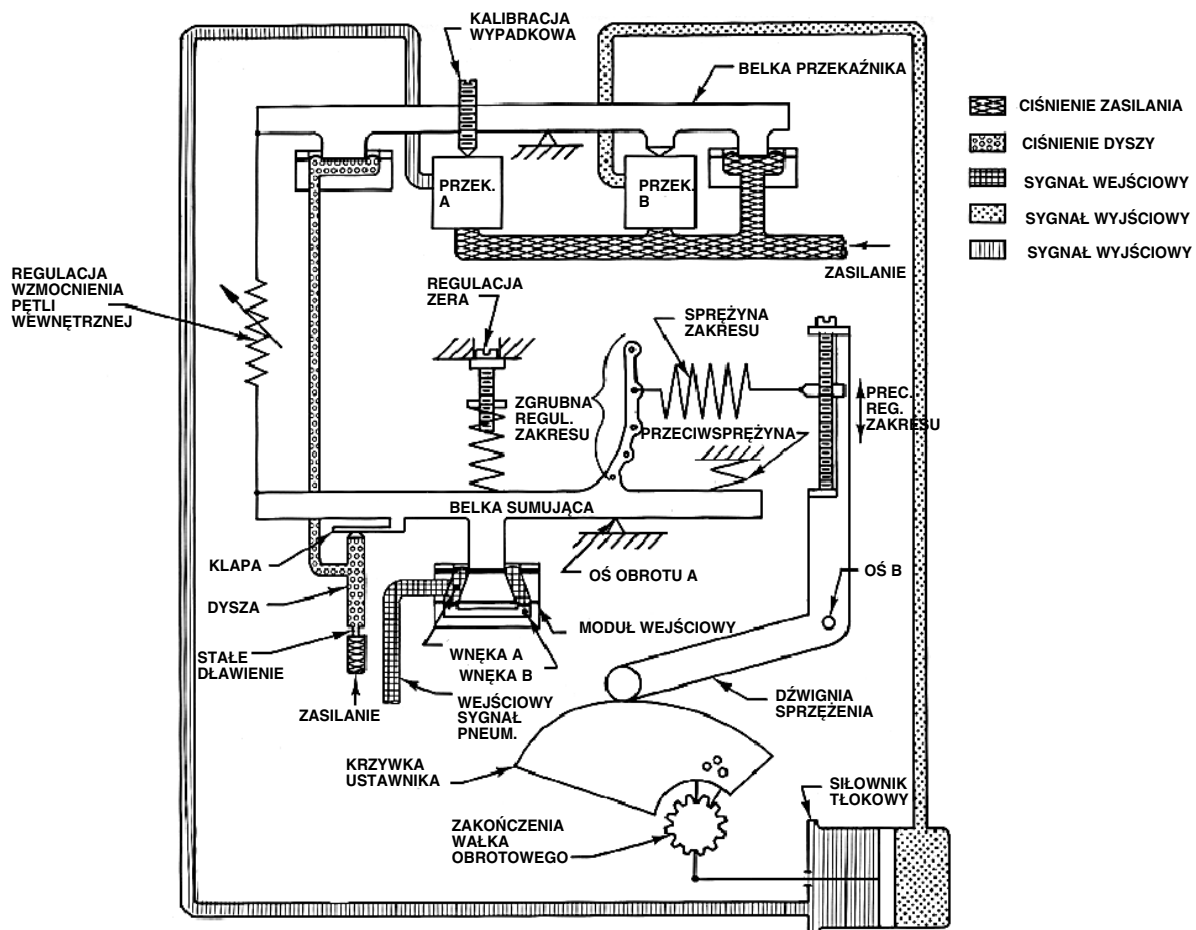 KALIBRACJA
WYPADKOWA
BELKA PRZEKAŹNIKA
CIŚNIENIE ZASILANIA
CIŚNIENIE DYSZY
SYGNAŁ WEJŚCIOWY
SYGNAŁ WYJŚCIOWY
SYGNAŁ WYJŚCIOWY
PRZEK.
A
PRZEK.
B
ZASILANIE
REGULACJA
WZMOCNIENIA
PĘTLI
WEWNĘTRZNEJ
REGULACJA
ZERA
SPRĘŻYNA
ZAKRESU
ZGRUBNA
REGUL.
ZAKRESU
PREC.
REG.
ZAKRESU
PRZECIWSPRĘŻYNA
BELKA SUMUJĄCA
KLAPA
OŚ OBROTU A
OŚ B
DYSZA
MODUŁ WEJŚCIOWY
STAŁE
DŁAWIENIE
WNĘKA A
WNĘKA B
ZASILANIE
WEJŚCIOWY
SYGNAŁ
PNEUM.
DŹWIGNIA
SPRZĘŻENIA
KRZYWKA
USTAWNIKA
SIŁOWNIK
TŁOKOWY
ZAKOŃCZENIA
WAŁKA
OBROTOWEGO